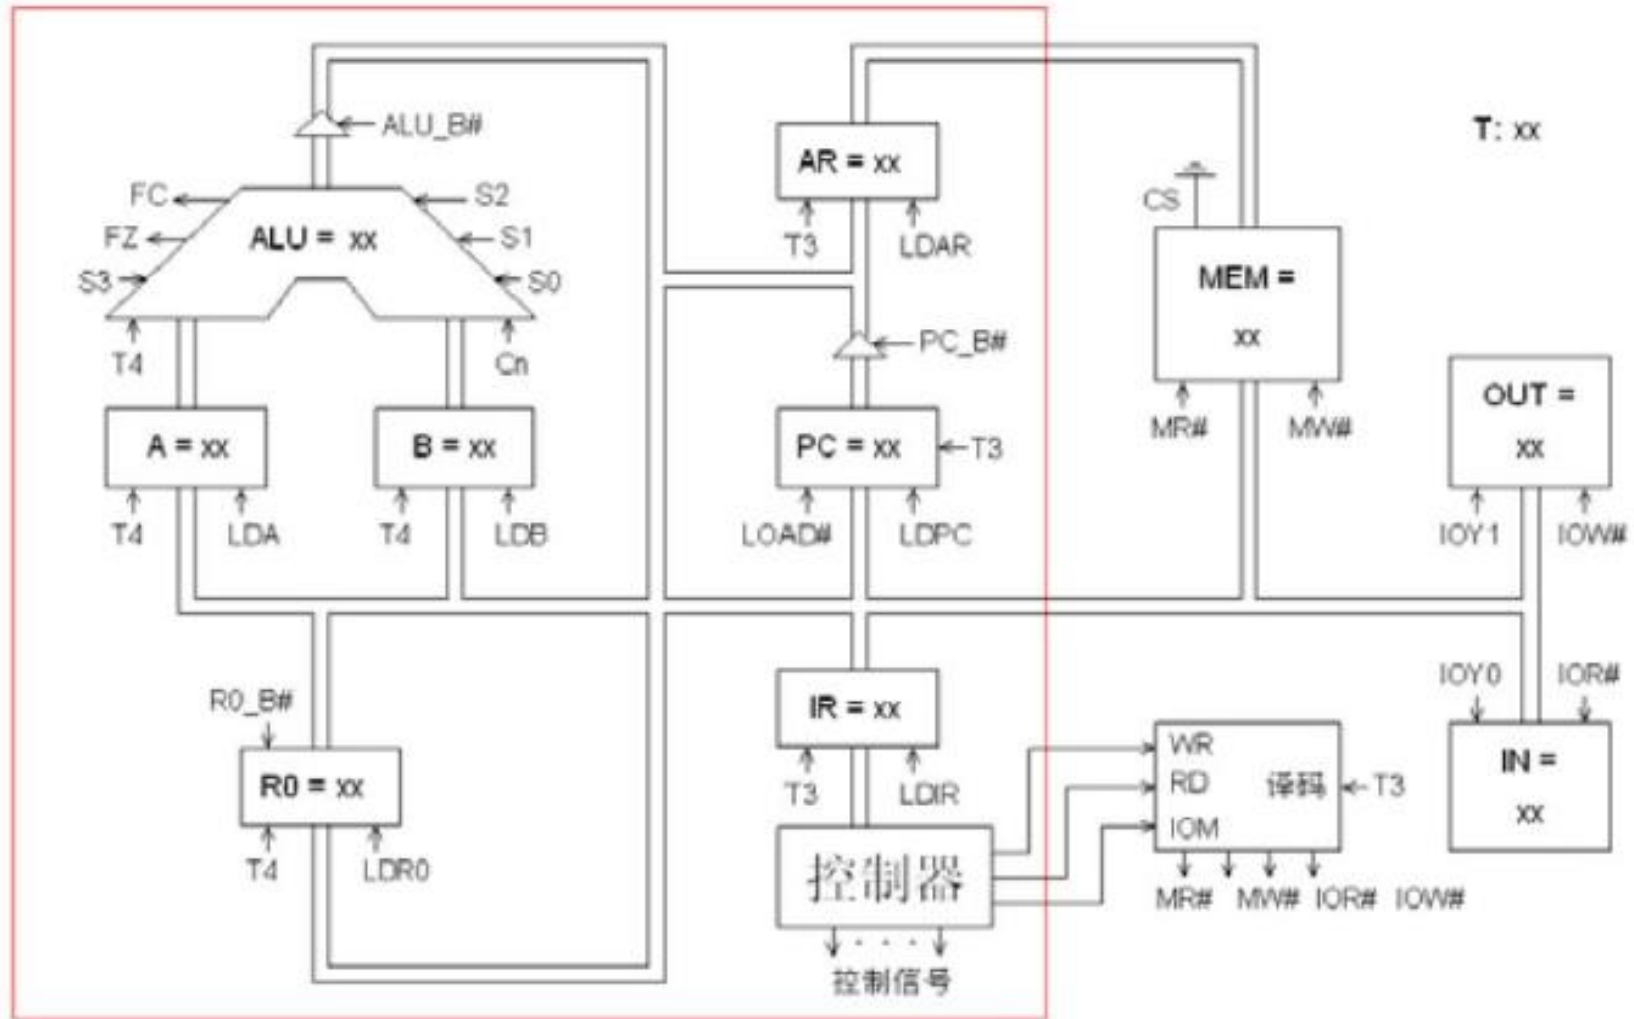 ALU_B#
T: xx
AR = xx
FC
S2
CS
FZ
ALU = xx
S1
T3
LDAR
S3
S0
MEM =
xx
PC_B#
T4
Cn
OUT =
xx
MR#
MW#
A = xx
B = xx
PC = xx
T3
T4
LDA
T4
LDB
LOAD#
LDPC
IOY1
IOW#
R0_B#
IR = xx
IOY0
IOR#
WR
R0 = xx
T3
LDIR
RD
译码
T3
IN =
xx
IOM
T4
LDR0
控制器
MR# MW# IOR# IOW#
控制信号